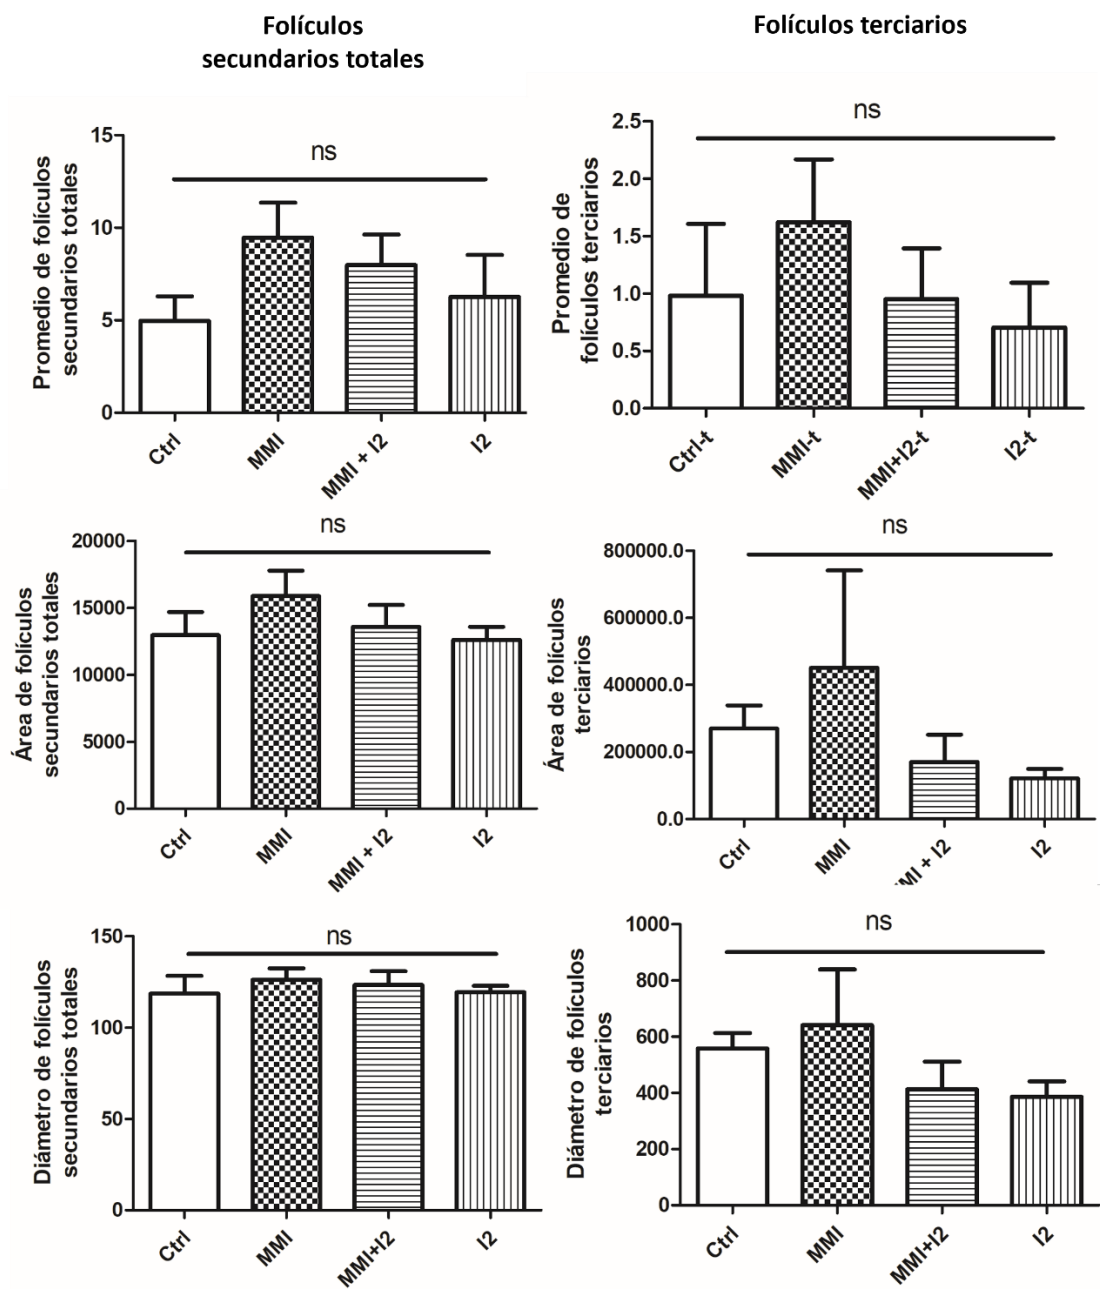 Folículos
secundarios totales
Folículos terciarios
Promedio de folículos
secundarios totales
15
10
5
0
ns
Ctrl
MMI
MMI + I2
I2
Promedio de
folículos terciarios
2.5
2.0
1.5
1.0
0.5
0.0
ns
Ctrl-t
MMI-t
MMI+I2-t
I2-t
Área de folículos
secundarios totales
20000
15000
10000
5000
0
ns
Ctrl
MMI
MMI + I2
I2
Área de folículos
terciarios
800000.0
600000.0
400000.0
200000.0
0.0
ns
Ctrl
MMI
+ I2
I2
Diámetro de folículos
secundarios totales
150
100
50
0
ns
Ctrl
MMI
MMI+I2
I2
Diámetro de folículos
terciarios
1000
800
600
400
200
0
ns
Ctrl
MMI
MMI+I2
I2